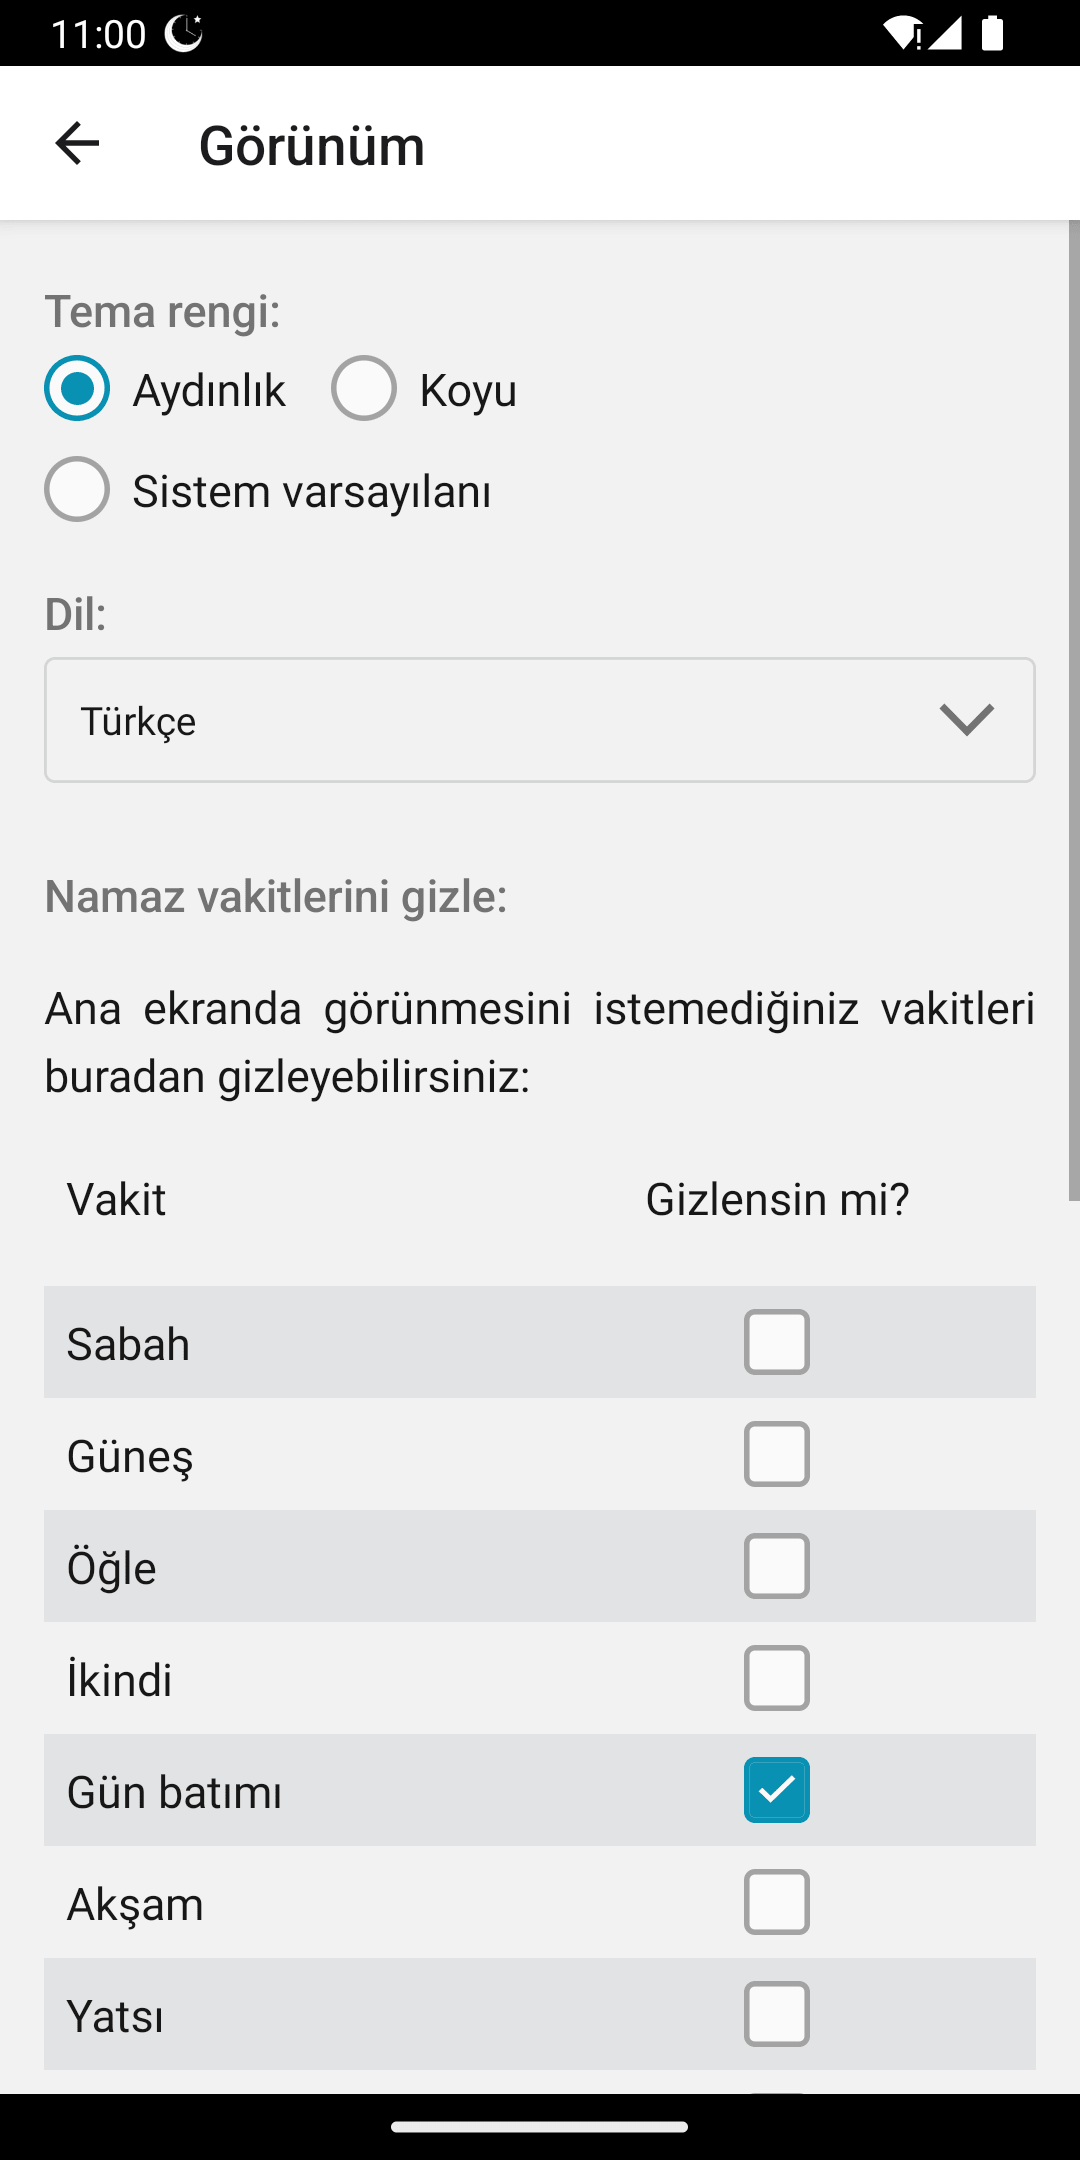 11:00
Görünüm
Tema rengi:
Aydınlık Koyu
Sistem varsayılanı
Dil:
Türkçe
Namaz vakitlerini gizle:
Ana ekranda görünmesini istemediğiniz vakitleri
buradan gizleyebilirsiniz:
Vakit Gizlensin mi?
Sabah
Güneş
Öğle
İkindi
Gün batımı
Akşam
Yatsı